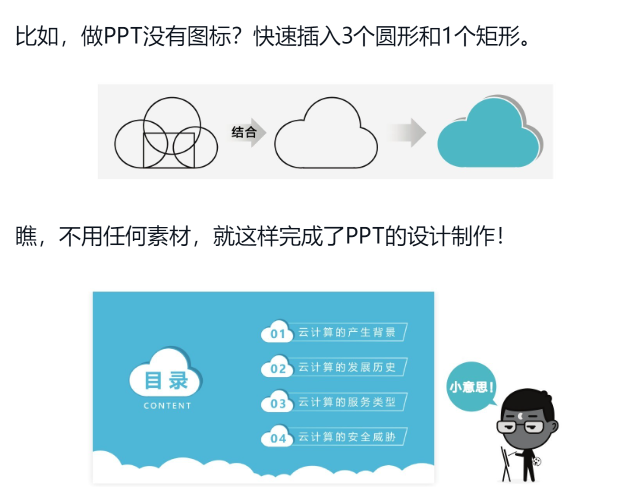 比如，做PPT没有图标？快速插入3个圆形和1个矩形。
结合
瞧，不用任何素材，就这样完成了PPT的设计制作！
目录
CONTENT
01 云计算的产生背景
02 云计算的发展历史
03 云计算的服务类型
04 云计算的安全威胁
小意思！